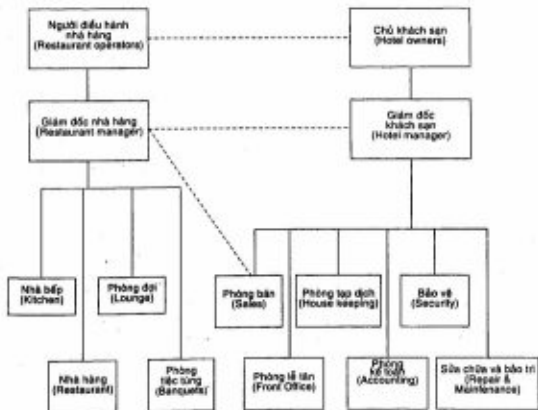 Người điều hành
nhà hàng
(Restaurant operators)
Chủ khách sạn
(Hotel owners)
Giám đốc nhà hàng
(Restaurant manager)
Giám đốc
khách sạn
(Hotel manager)
Nhà bếp
(Kitchen)
Phòng đợi
(Lounge)
Phòng bán
(Sales)
Phòng tạp dịch
(House keeping)
Bảo vệ
(Security)
Nhà hàng
(Restaurant)
Phòng
tiệc tùng
(Banquets)
Phòng lễ tân
(Front Office)
Phòng
kế toán
(Accounting)
Sửa chữa và bảo trì
(Repair &
Maintenance)